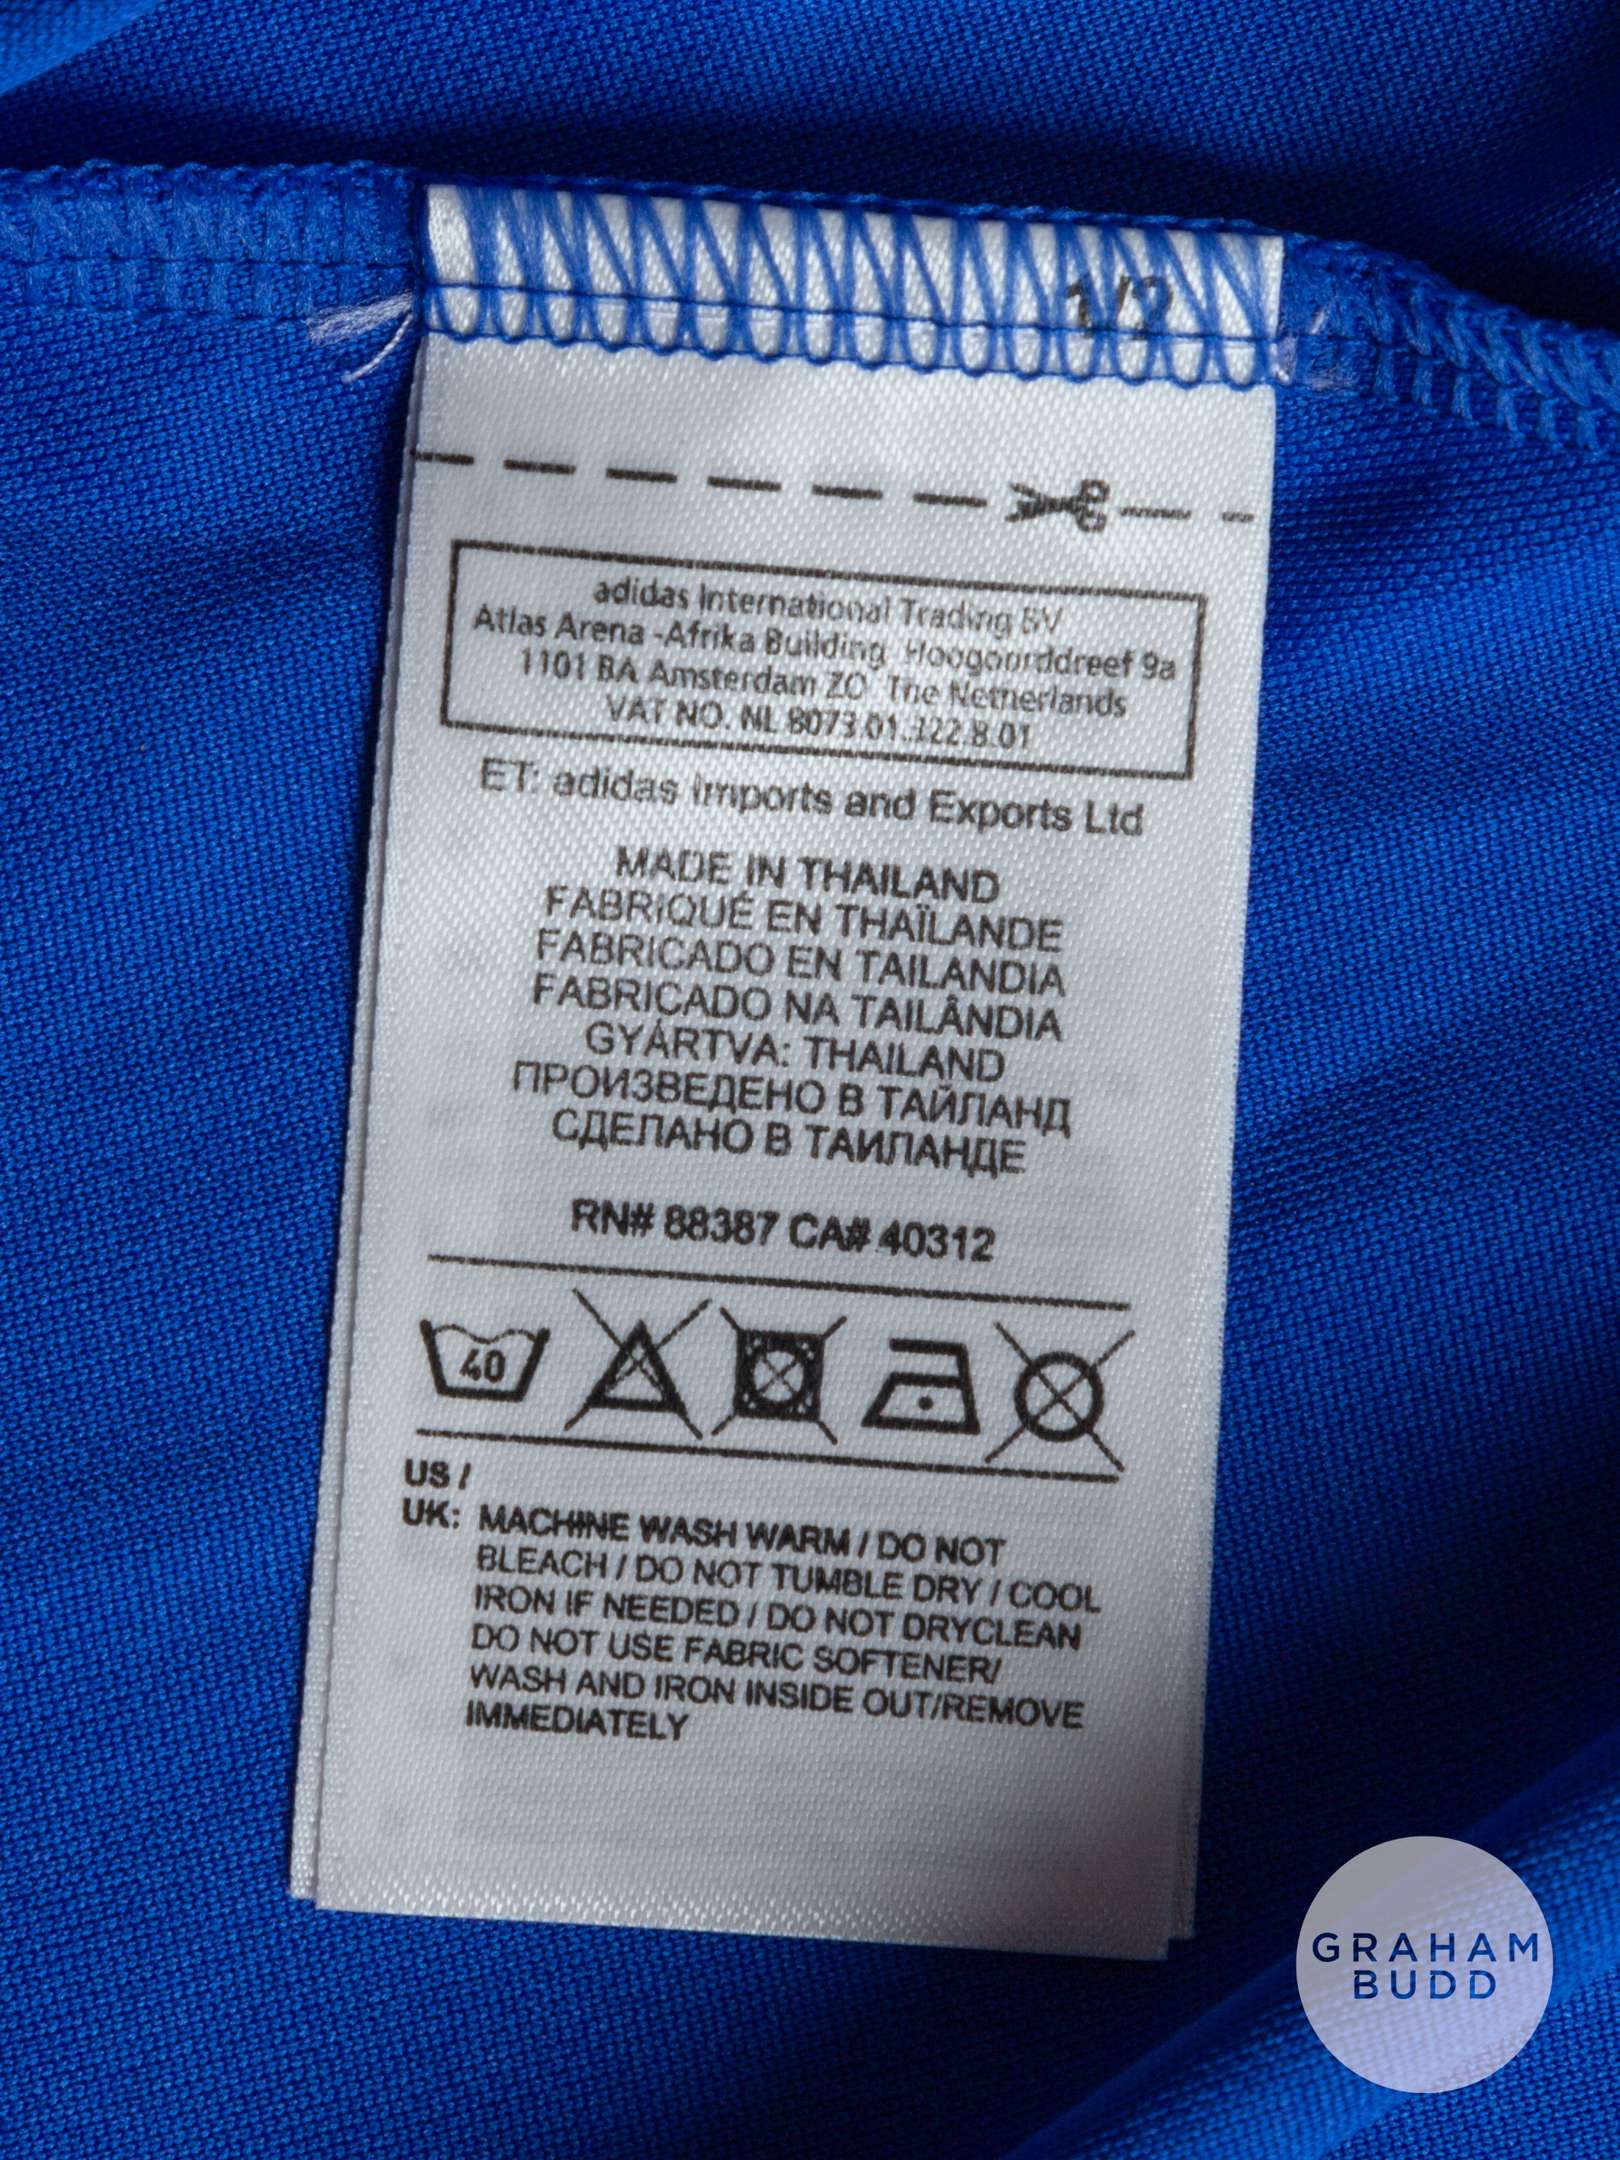 1/2
adidas International Trading BV
Atlas Arena -Afrika Building Hoogoorddreef 9a
1101 BA Amsterdam ZO The Netherlands
VAT NO. NL 8073.01.122.B.01
ET: adidas Imports and Exports Ltd
MADE IN THAILAND
FABRIQUÉ EN THAÏLANDE
FABRICADO EN TAILANDIA
FABRICADO NA TAILÂNDIA
GYÁRTVA: THAILAND
ПРОИЗВЕДЕНО В ТАЙЛАНД
СДЕЛАНО В ТАИЛАНДЕ
RN# 88387 CA# 40312
40
US /
UK: MACHINE WASH WARM / DO NOT
BLEACH / DO NOT TUMBLE DRY / COOL
IRON IF NEEDED / DO NOT DRYCLEAN
DO NOT USE FABRIC SOFTENER/
WASH AND IRON INSIDE OUT/REMOVE
IMMEDIATELY
GRAHAM
BUDD